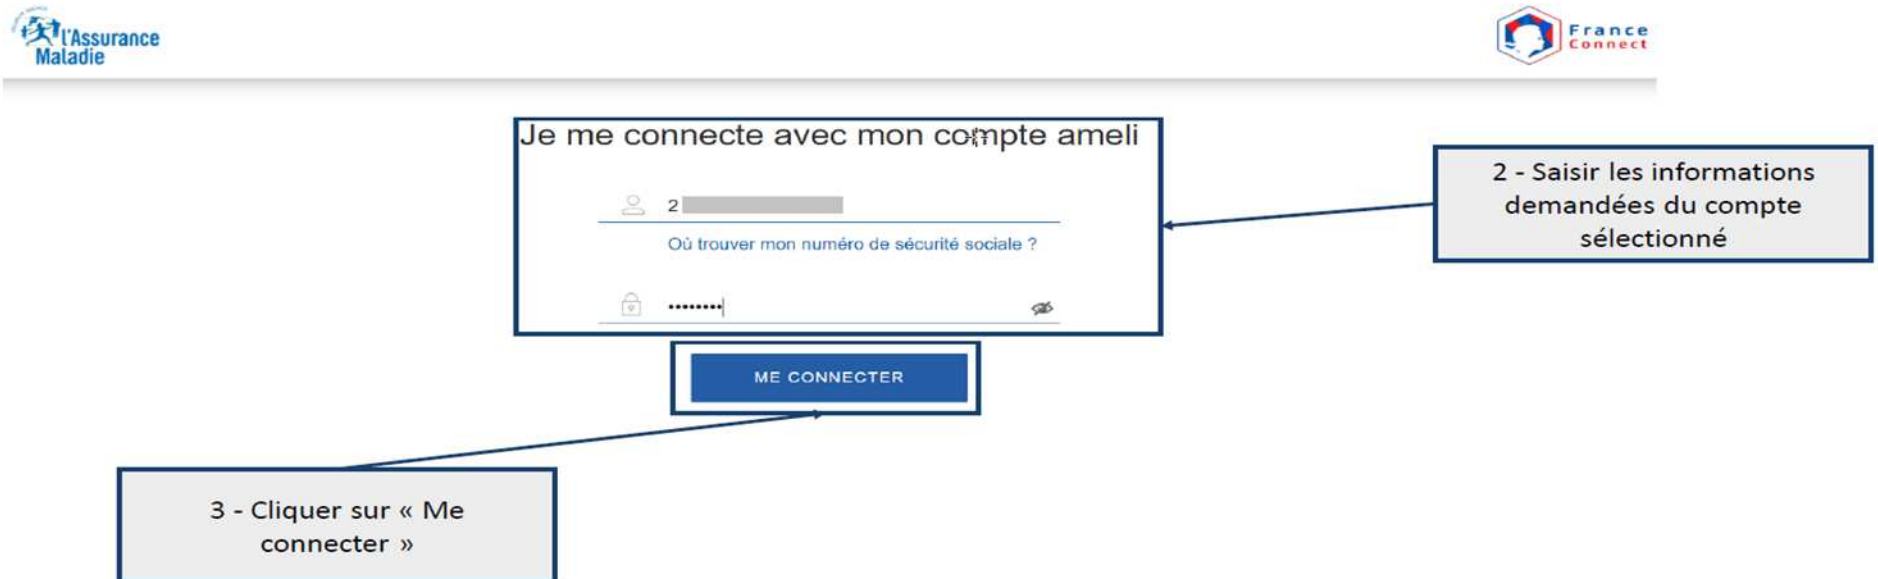 l'Assurance
Maladie
France
Connect
Je me connecte avec mon compte ameli
2
Où trouver mon numéro de sécurité sociale ?
••••••••
ME CONNECTER
2 - Saisir les informations
demandées du compte
sélectionné
3 - Cliquer sur « Me
connecter »